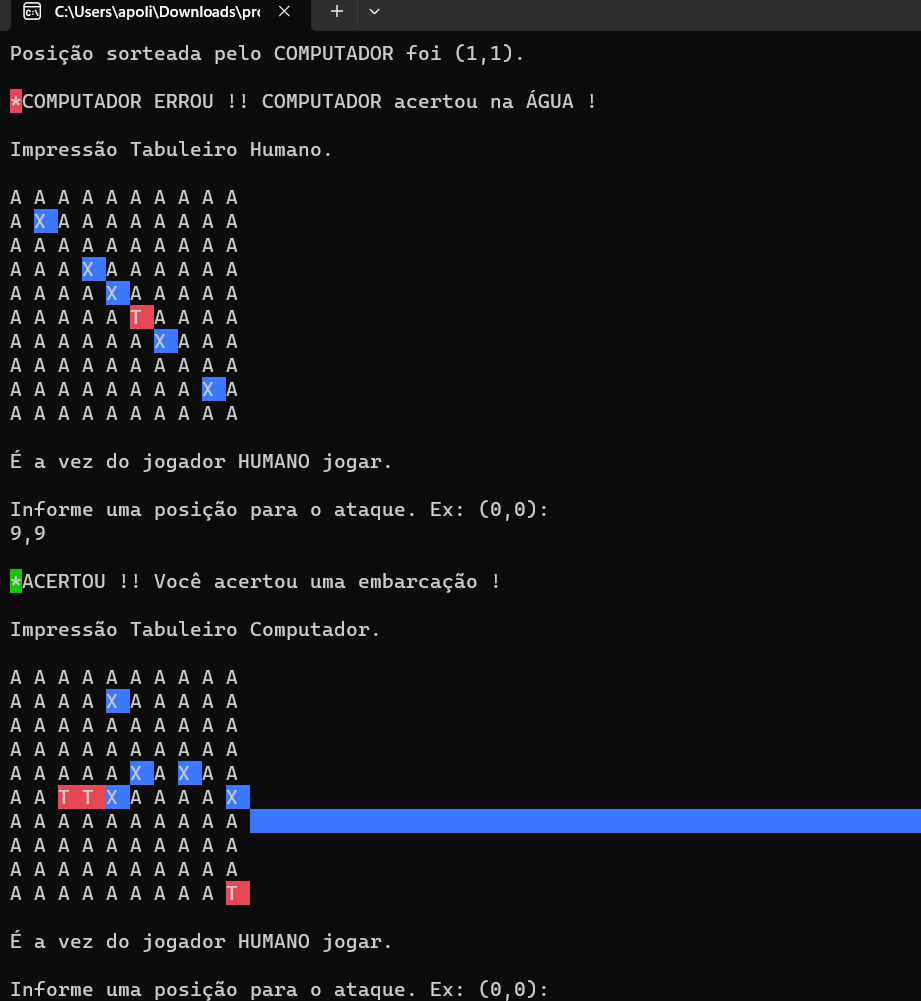 C:\Users\apoli\Downloads\pro
Posição sorteada pelo COMPUTADOR foi (1,1).
*COMPUTADOR ERROU !! COMPUTADOR acertou na ÁGUA !
Impressão Tabuleiro Humano.
A A A A A A A A A A
A X A A A A A A A A
A A A A A A A A A A
A A A X A A A A A A
A A A A X A A A A A
A A A A A T A A A A
A A A A A A X A A A
A A A A A A A A A A
A A A A A A A A X A
A A A A A A A A A A
É a vez do jogador HUMANO jogar.
Informe uma posição para o ataque. Ex: (0,0):
9,9
*ACERTOU !! Você acertou uma embarcação !
Impressão Tabuleiro Computador.
A A A A A A A A A A
A A A A X A A A A A
A A A A A A A A A A
A A A A A A A A A A
A A A A A X A X A A
A A T T X A A A A X
A A A A A A A A A A
A A A A A A A A A A
A A A A A A A A A A
A A A A A A A A A T
É a vez do jogador HUMANO jogar.
Informe uma posição para o ataque. Ex: (0,0):